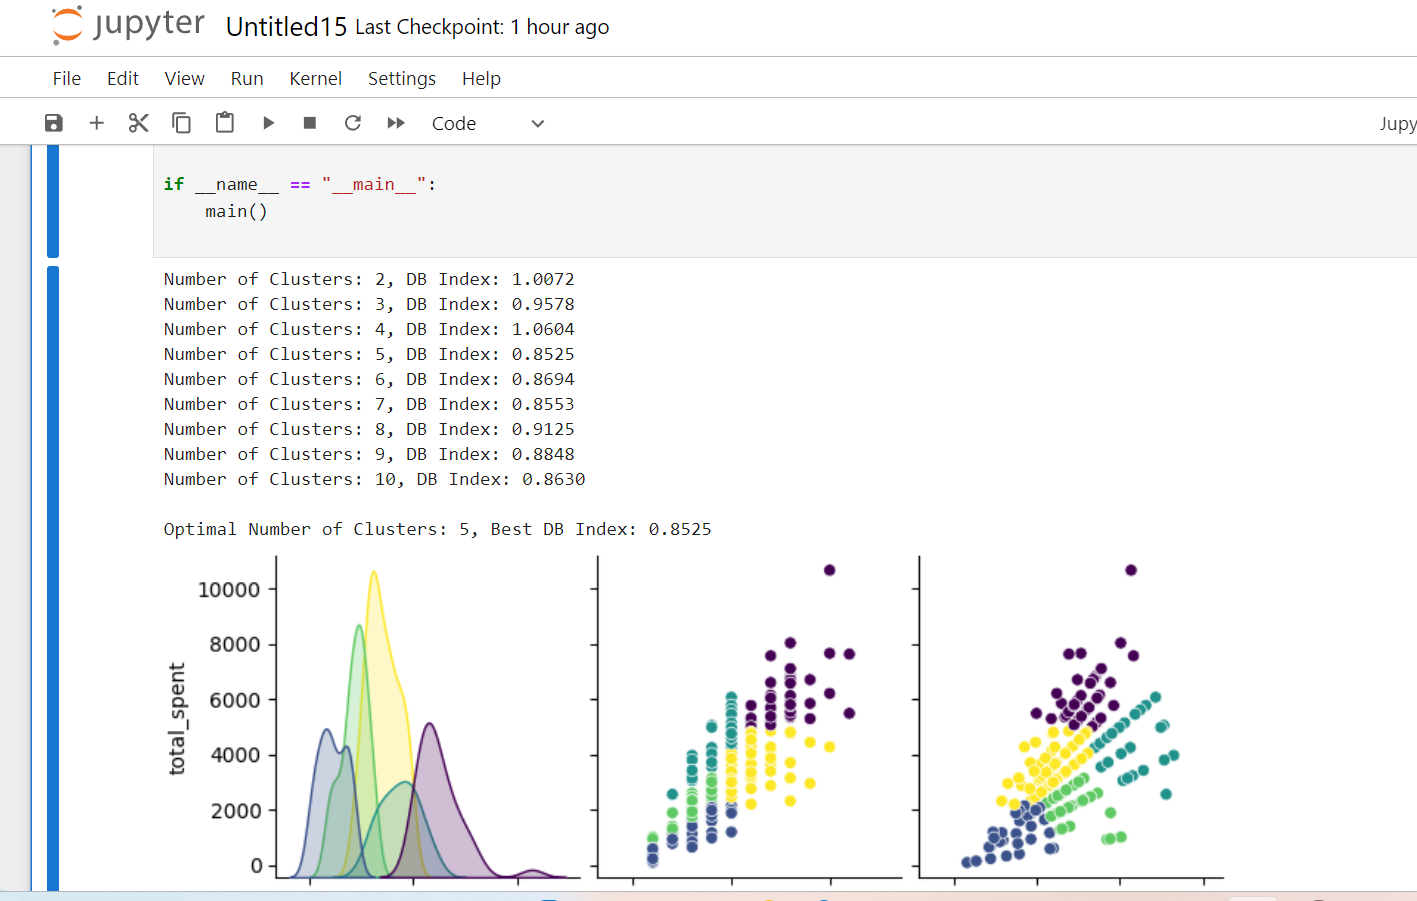 jupyter Untitled15 Last Checkpoint: 1 hour ago
File Edit View Run Kernel Settings Help
Code Jupy
if __name__ == "__main__":
main()
Number of Clusters: 2, DB Index: 1.0072
Number of Clusters: 3, DB Index: 0.9578
Number of Clusters: 4, DB Index: 1.0604
Number of Clusters: 5, DB Index: 0.8525
Number of Clusters: 6, DB Index: 0.8694
Number of Clusters: 7, DB Index: 0.8553
Number of Clusters: 8, DB Index: 0.9125
Number of Clusters: 9, DB Index: 0.8848
Number of Clusters: 10, DB Index: 0.8630
Optimal Number of Clusters: 5, Best DB Index: 0.8525
10000
8000
6000
4000
2000
0
total_spent